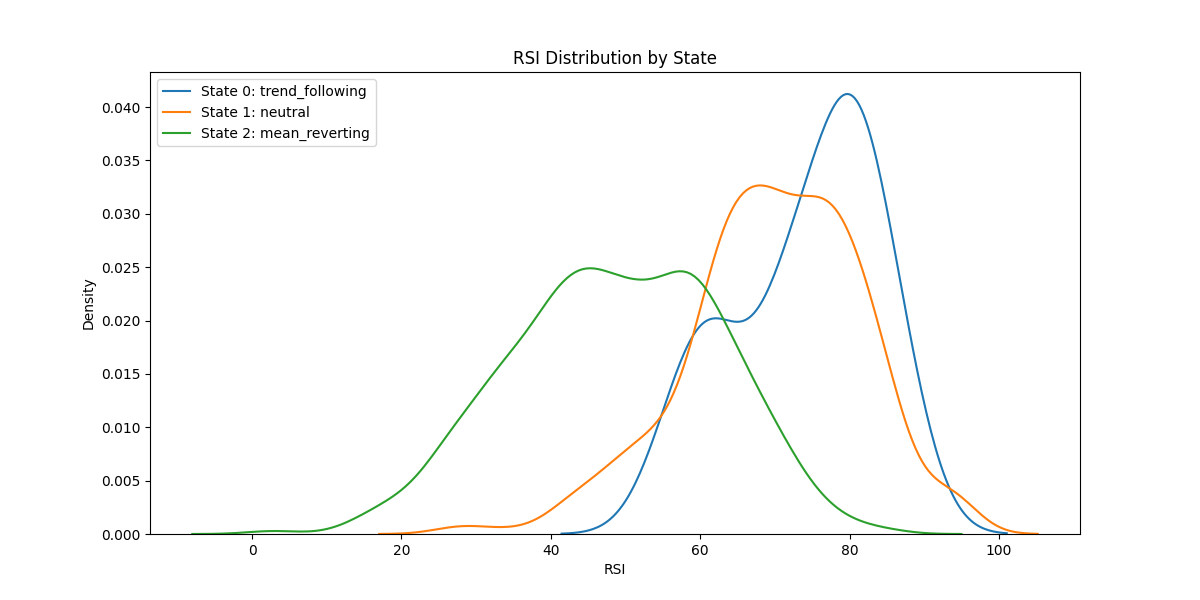 RSI Distribution by State
State 0: trend_following
State 1: neutral
State 2: mean_reverting
Density
0.040
0.035
0.030
0.025
0.020
0.015
0.010
0.005
0.000
0 20 40 60 80 100
RSI